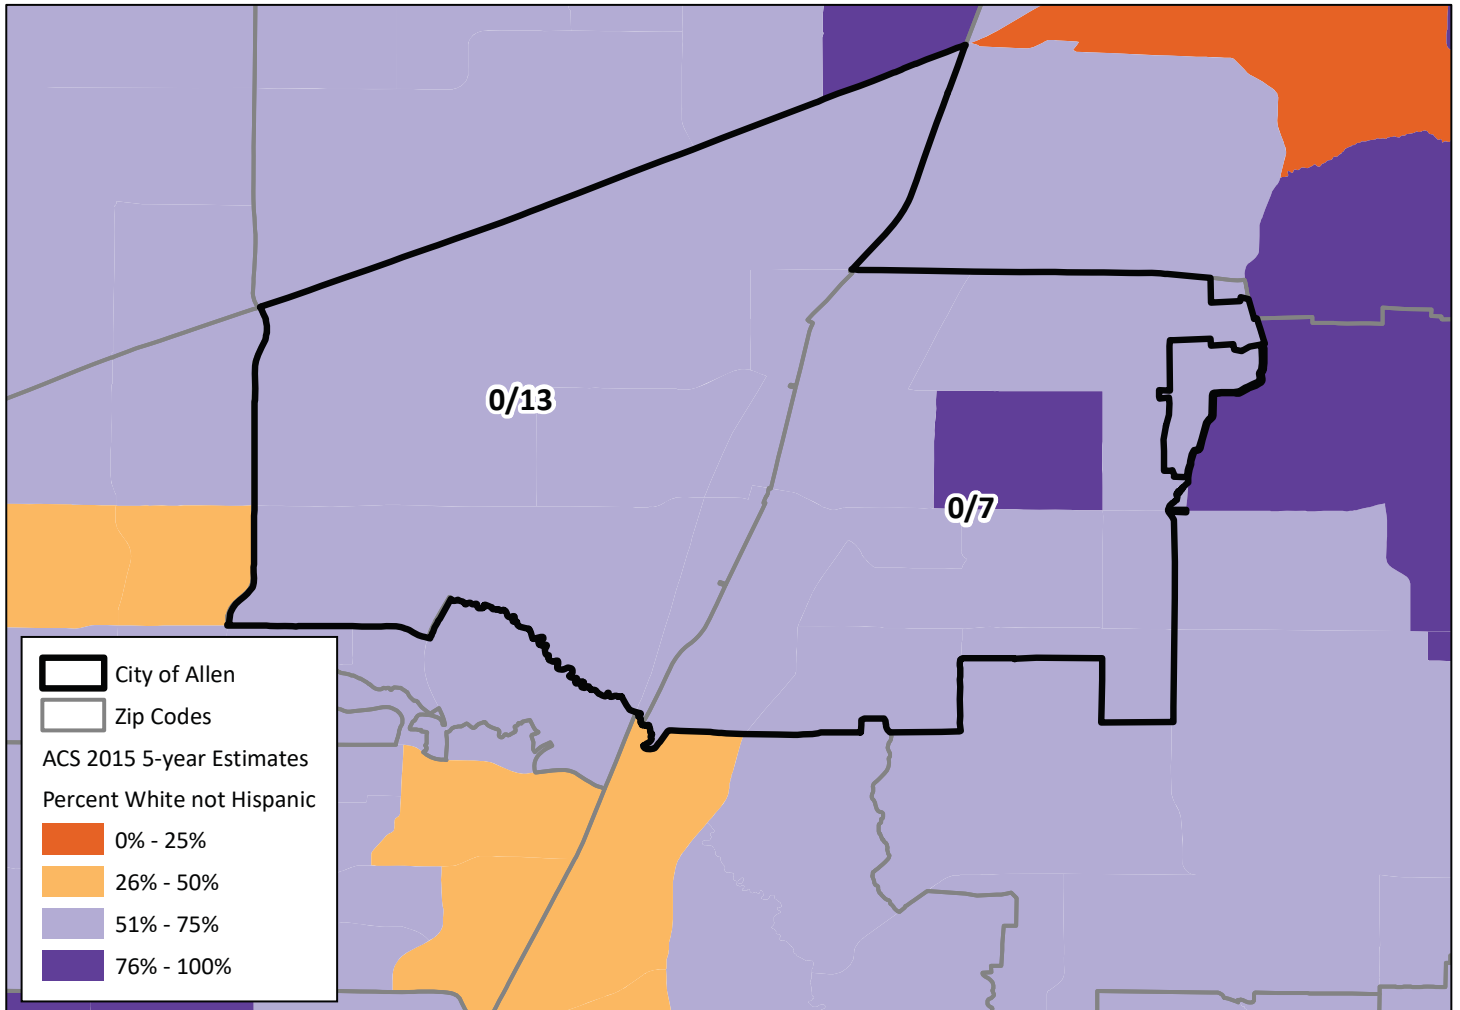 0/13
0/7
City of Allen
Zip Codes
ACS 2015 5-year Estimates
Percent White not Hispanic
0% - 25%
26% - 50%
51% - 75%
76% - 100%